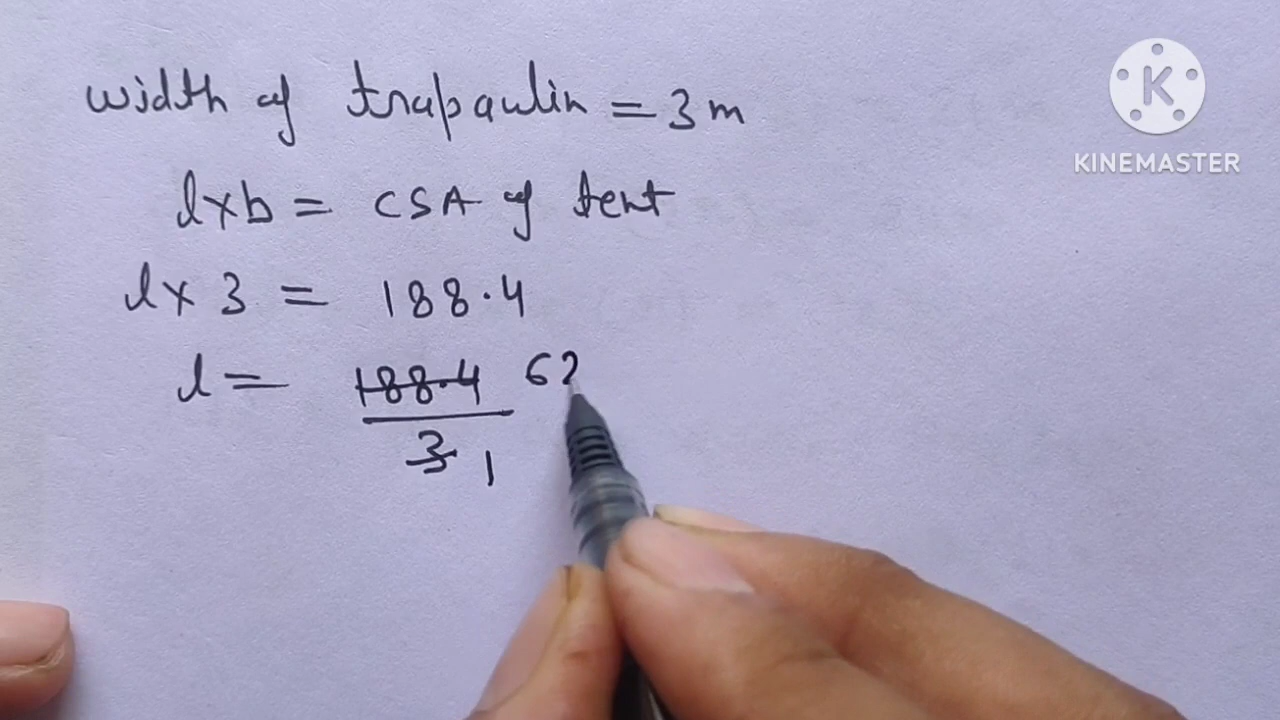 width of trapaulin = 3 m
K
KINEMASTER
l x b = CSA of tent
l x 3 = 188.4
l = 188.4 62
3 1